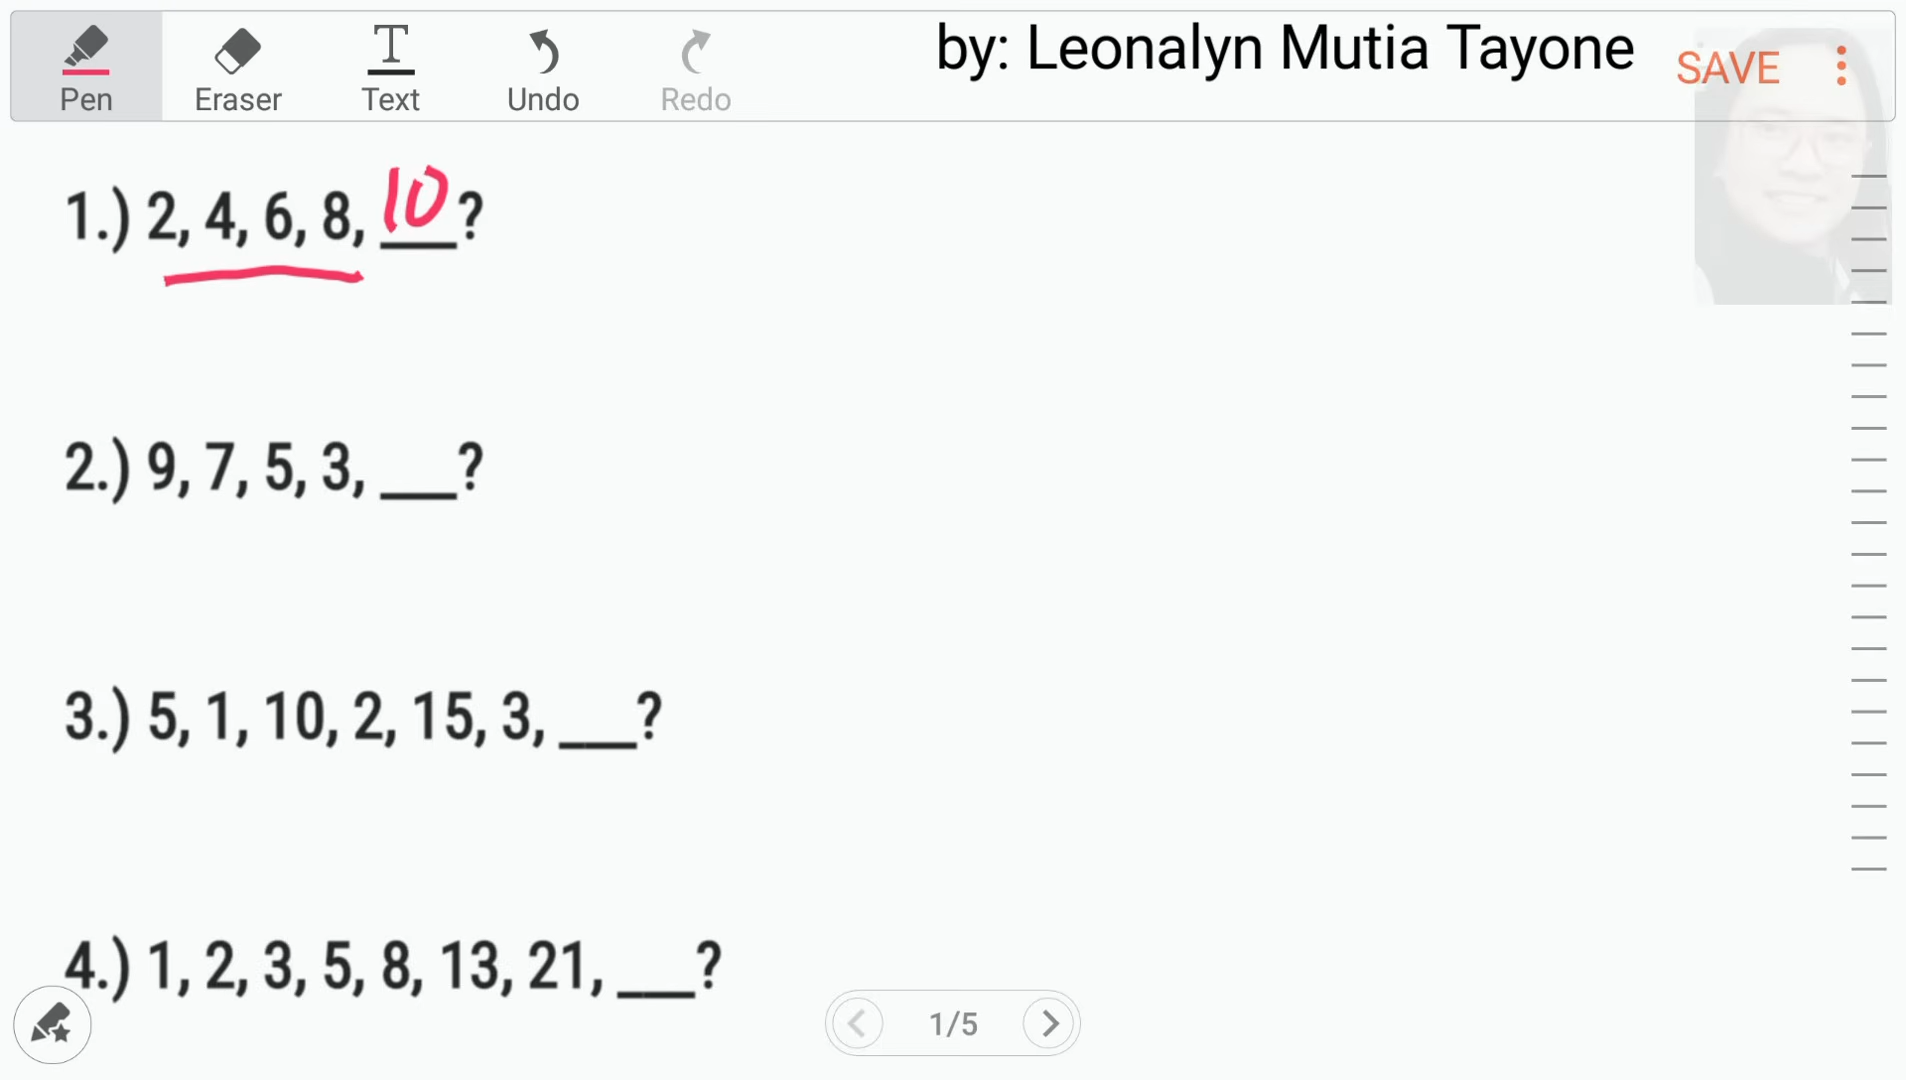 by: Leonalyn Mutia Tayone
SAVE
Pen
Eraser
Text
Undo
Redo
1.) 2, 4, 6, 8, 10?
2.) 9, 7, 5, 3, ___?
3.) 5, 1, 10, 2, 15, 3, ___?
4.) 1, 2, 3, 5, 8, 13, 21, ___?
1/5